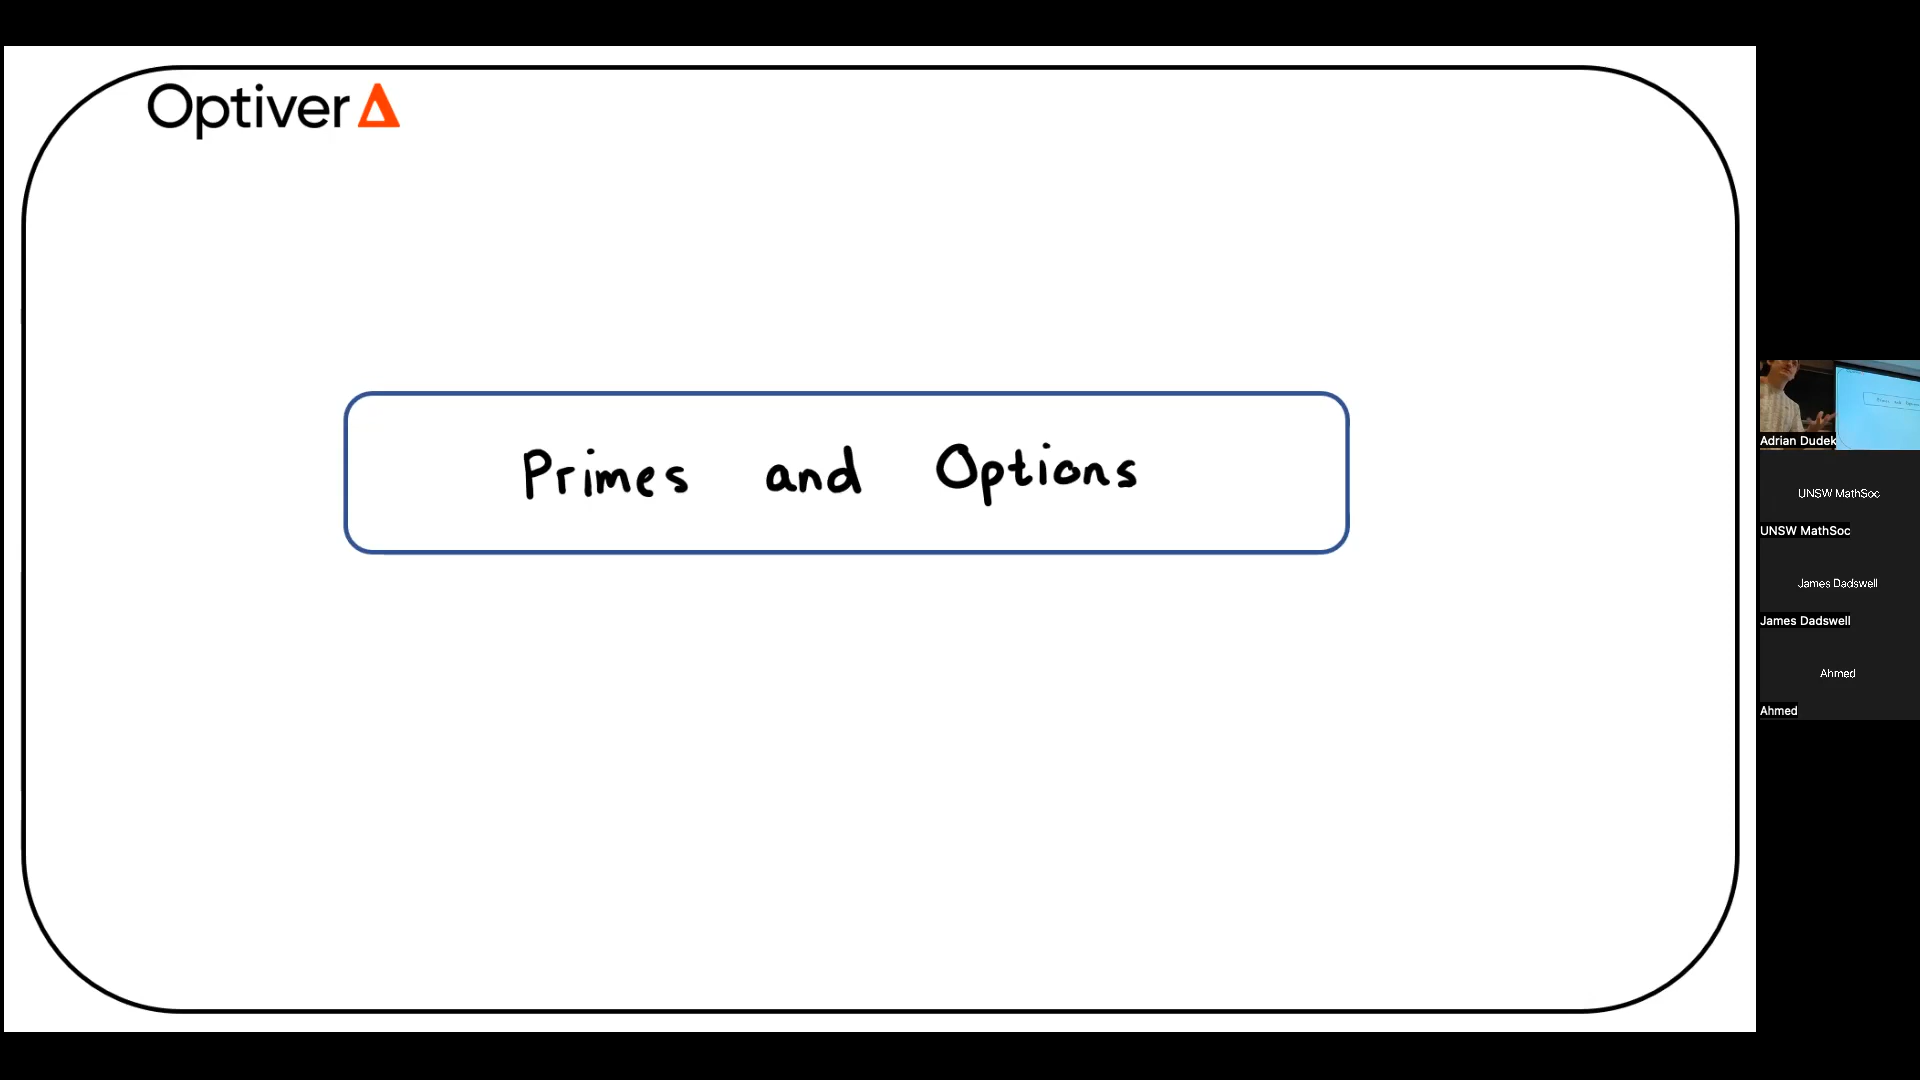 Optiver
Primes and Options
Adrian Dudek
UNSW MathSoc
UNSW MathSoc
James Dadswell
James Dadswell
Ahmed
Ahmed